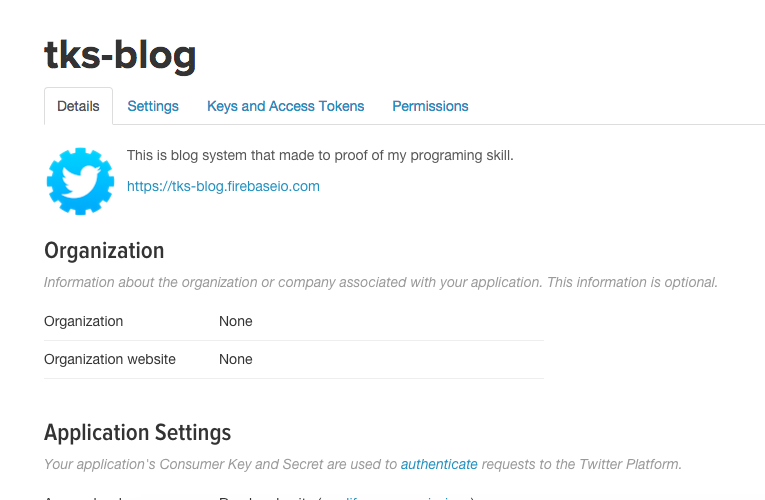 tks-blog
Details Settings Keys and Access Tokens Permissions
This is blog system that made to proof of my programing skill.
https://tks-blog.firebaseio.com
Organization
Information about the organization or company associated with your application. This information is optional.
Organization None
Organization website None
Application Settings
Your application's Consumer Key and Secret are used to authenticate requests to the Twitter Platform.